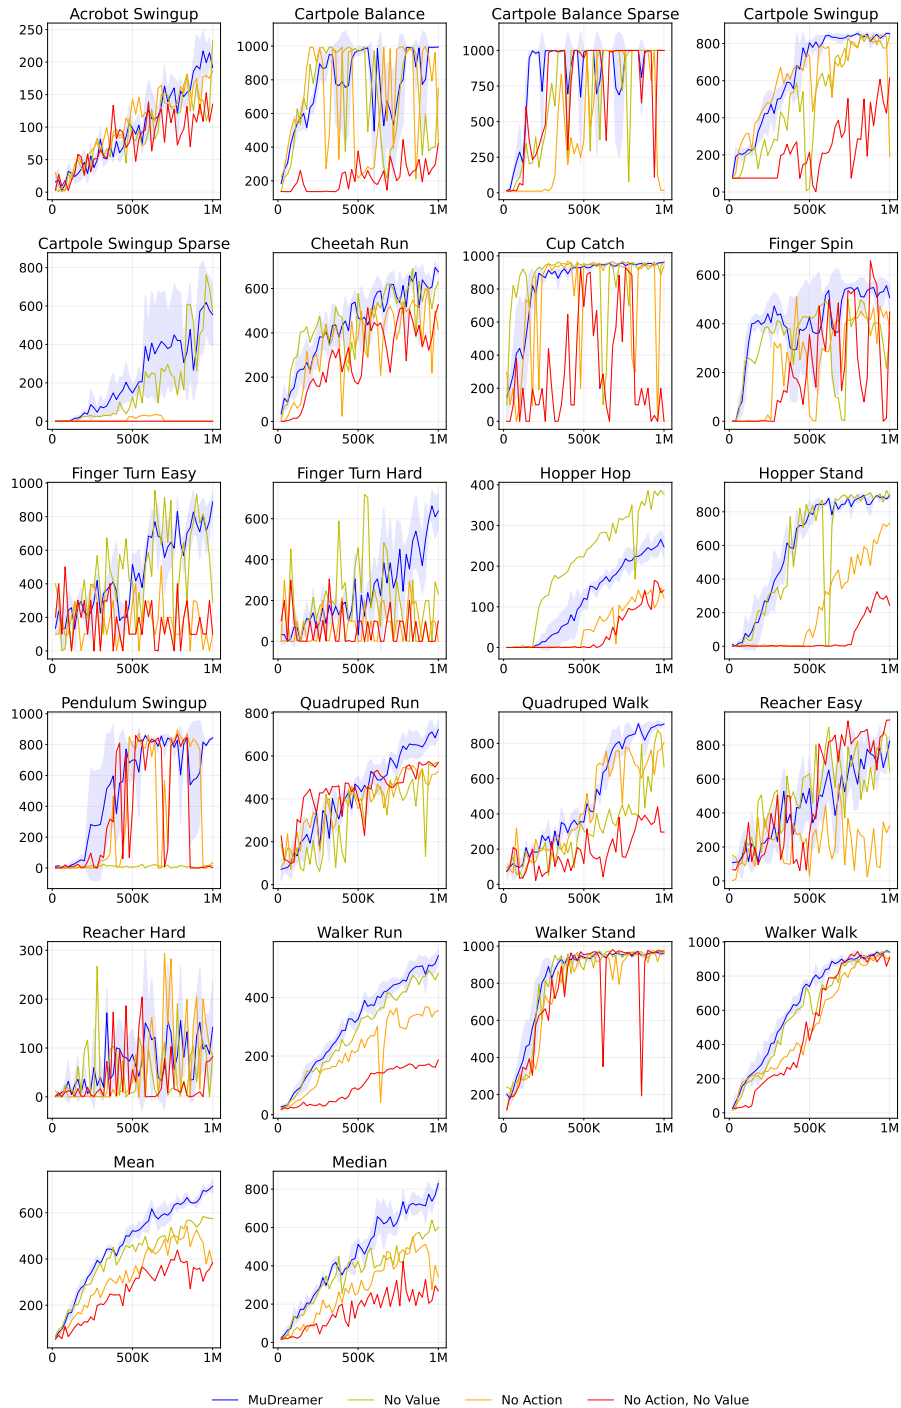 Acrobot Swingup
Cartpole Balance
Cartpole Balance Sparse
Cartpole Swingup
250
200
150
100
50
0
0
500K
1M
1000
800
600
400
200
0
500K
1M
1000
750
500
250
0
0
500K
1M
800
600
400
200
0
0
500K
1M
Cartpole Swingup Sparse
Cheetah Run
Cup Catch
Finger Spin
800
600
400
200
0
0
500K
1M
600
400
200
0
0
500K
1M
1000
800
600
400
200
0
0
500K
1M
600
400
200
0
0
500K
1M
Finger Turn Easy
Finger Turn Hard
Hopper Hop
Hopper Stand
1000
800
600
400
200
0
0
500K
1M
600
400
200
0
0
500K
1M
400
300
200
100
0
0
500K
1M
800
600
400
200
0
0
500K
1M
Pendulum Swingup
Quadruped Run
Quadruped Walk
Reacher Easy
1000
800
600
400
200
0
0
500K
1M
800
600
400
200
0
0
500K
1M
800
600
400
200
0
0
500K
1M
800
600
400
200
0
0
500K
1M
Reacher Hard
Walker Run
Walker Stand
Walker Walk
300
200
100
0
0
500K
1M
400
200
0
0
500K
1M
1000
800
600
400
200
0
500K
1M
1000
800
600
400
200
0
0
500K
1M
Mean
Median
600
400
200
0
500K
1M
800
600
400
200
0
0
500K
1M
MuDreamer
No Value
No Action
No Action, No Value